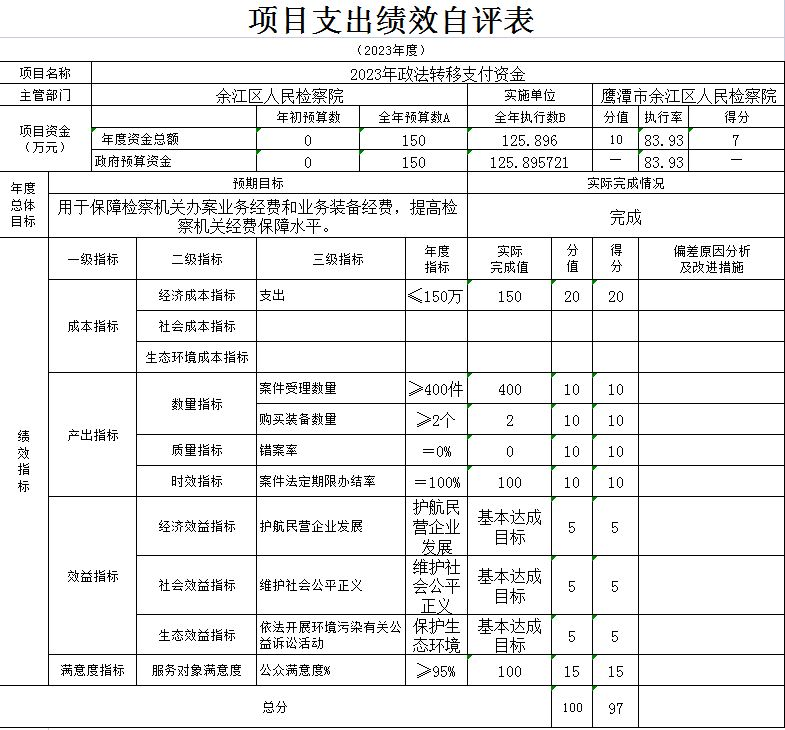 项目支出绩效自评表
（2023年度）
项目名称 2023年政法转移支付资金
主管部门 余江区人民检察院 实施单位 鹰潭市余江区人民检察院
项目资金
（万元）
年初预算数 全年预算数A 全年执行数B 分值 执行率 得分
年度资金总额 0 150 125.896 10 83.93 7
政府预算资金 0 150 125.895721 — 83.93 —
年度
总体
目标
预期目标 实际完成情况
用于保障检察机关办案业务经费和业务装备经费，提高检
察机关经费保障水平。
完成
绩
效
指
标
一级指标 二级指标 三级指标
年度
指标
实际
完成值
分
值
得
分
偏差原因分析
及改进措施
成本指标
经济成本指标 支出 ≤150万 150 20 20
社会成本指标
生态环境成本指标
产出指标
数量指标
案件受理数量 ≥400件 400 10 10
购买装备数量 ≥2个 2 10 10
质量指标 错案率 =0% 0 10 10
时效指标 案件法定期限办结率 =100% 100 10 10
效益指标
经济效益指标 护航民营企业发展
护航民
营企业
发展
基本达成
目标
5 5
社会效益指标 维护社会公平正义
维护社
会公平
正义
基本达成
目标
5 5
生态效益指标
依法开展环境污染有关公
益诉讼活动
保护生
态环境
基本达成
目标
5 5
满意度指标 服务对象满意度 公众满意度% ≥95% 100 15 15
总分 100 97